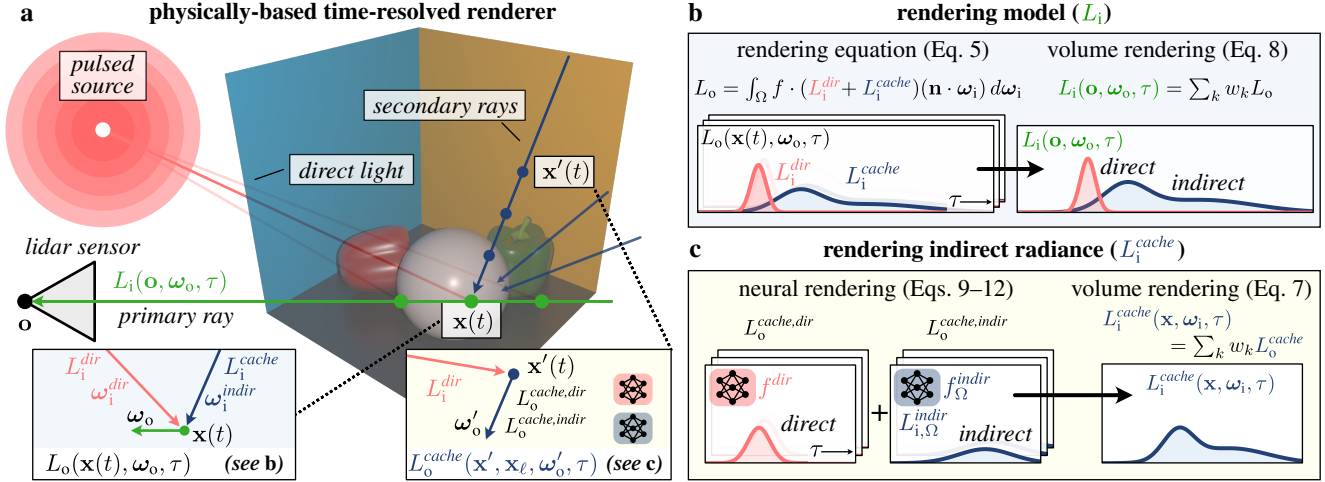 a physically-based time-resolved renderer
pulsed
source
secondary rays
direct light
x′(t)
lidar sensor
L_i(o, ω_o, τ)
o
primary ray
x(t)
L_i^{dir}
ω_i^{dir}
L_i^{cache}
ω_i^{indir}
ω_o
x(t)
L_o(x(t), ω_o, τ)
(see b)
L_i^{dir}
x′(t)
L_o^{cache,dir}
ω′_o
L_o^{cache,indir}
L_o^{cache}(x′, x_ℓ, ω′_o, τ)
(see c)
b rendering model (L_i)
rendering equation (Eq. 5)
L_o = ∫_Ω f · (L_i^{dir} + L_i^{cache})(n · ω_i) dω_i
L_o(x(t), ω_o, τ)
L_i^{dir}
L_i^{cache}
τ
volume rendering (Eq. 8)
L_i(o, ω_o, τ) = ∑_k w_k L_o
L_i(o, ω_o, τ)
direct
indirect
c rendering indirect radiance (L_i^{cache})
neural rendering (Eqs. 9–12)
L_o^{cache,dir}
f^{dir}
direct
τ
+
L_o^{cache,indir}
f_Ω^{indir}
L_{i,Ω}^{indir}
indirect
volume rendering (Eq. 7)
L_i^{cache}(x, ω_i, τ)
= ∑_k w_k L_o^{cache}
L_i^{cache}(x, ω_i, τ)